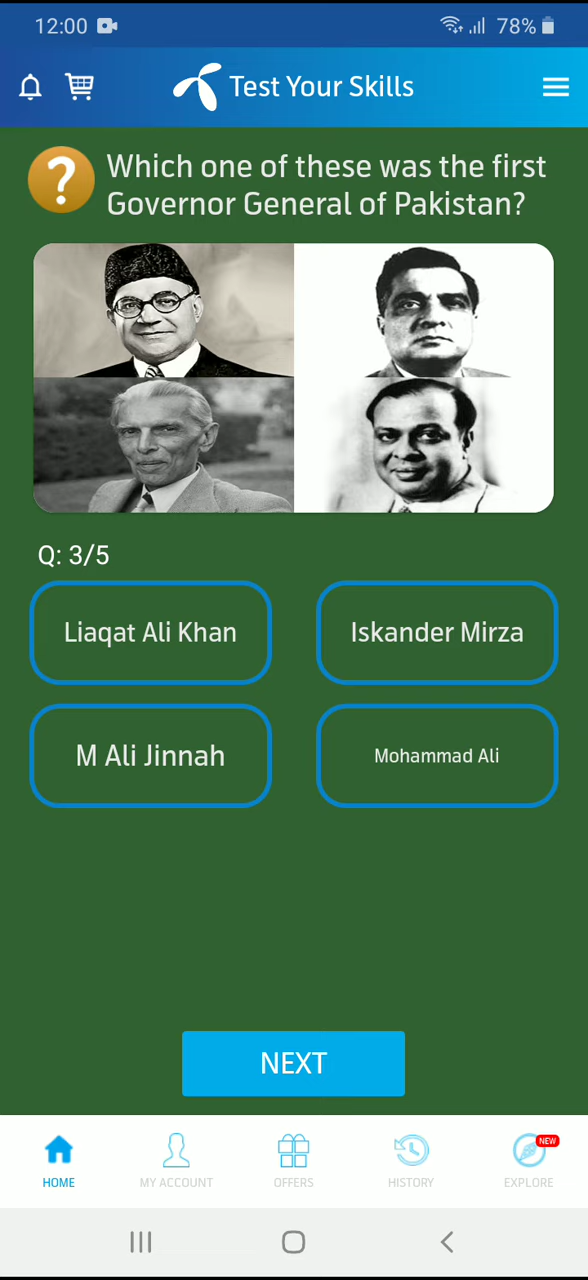 12:00
78%
Test Your Skills
?
Which one of these was the first
Governor General of Pakistan?
Q: 3/5
Liaqat Ali Khan
Iskander Mirza
M Ali Jinnah
Mohammad Ali
NEXT
NEW
HOME
MY ACCOUNT
OFFERS
HISTORY
EXPLORE